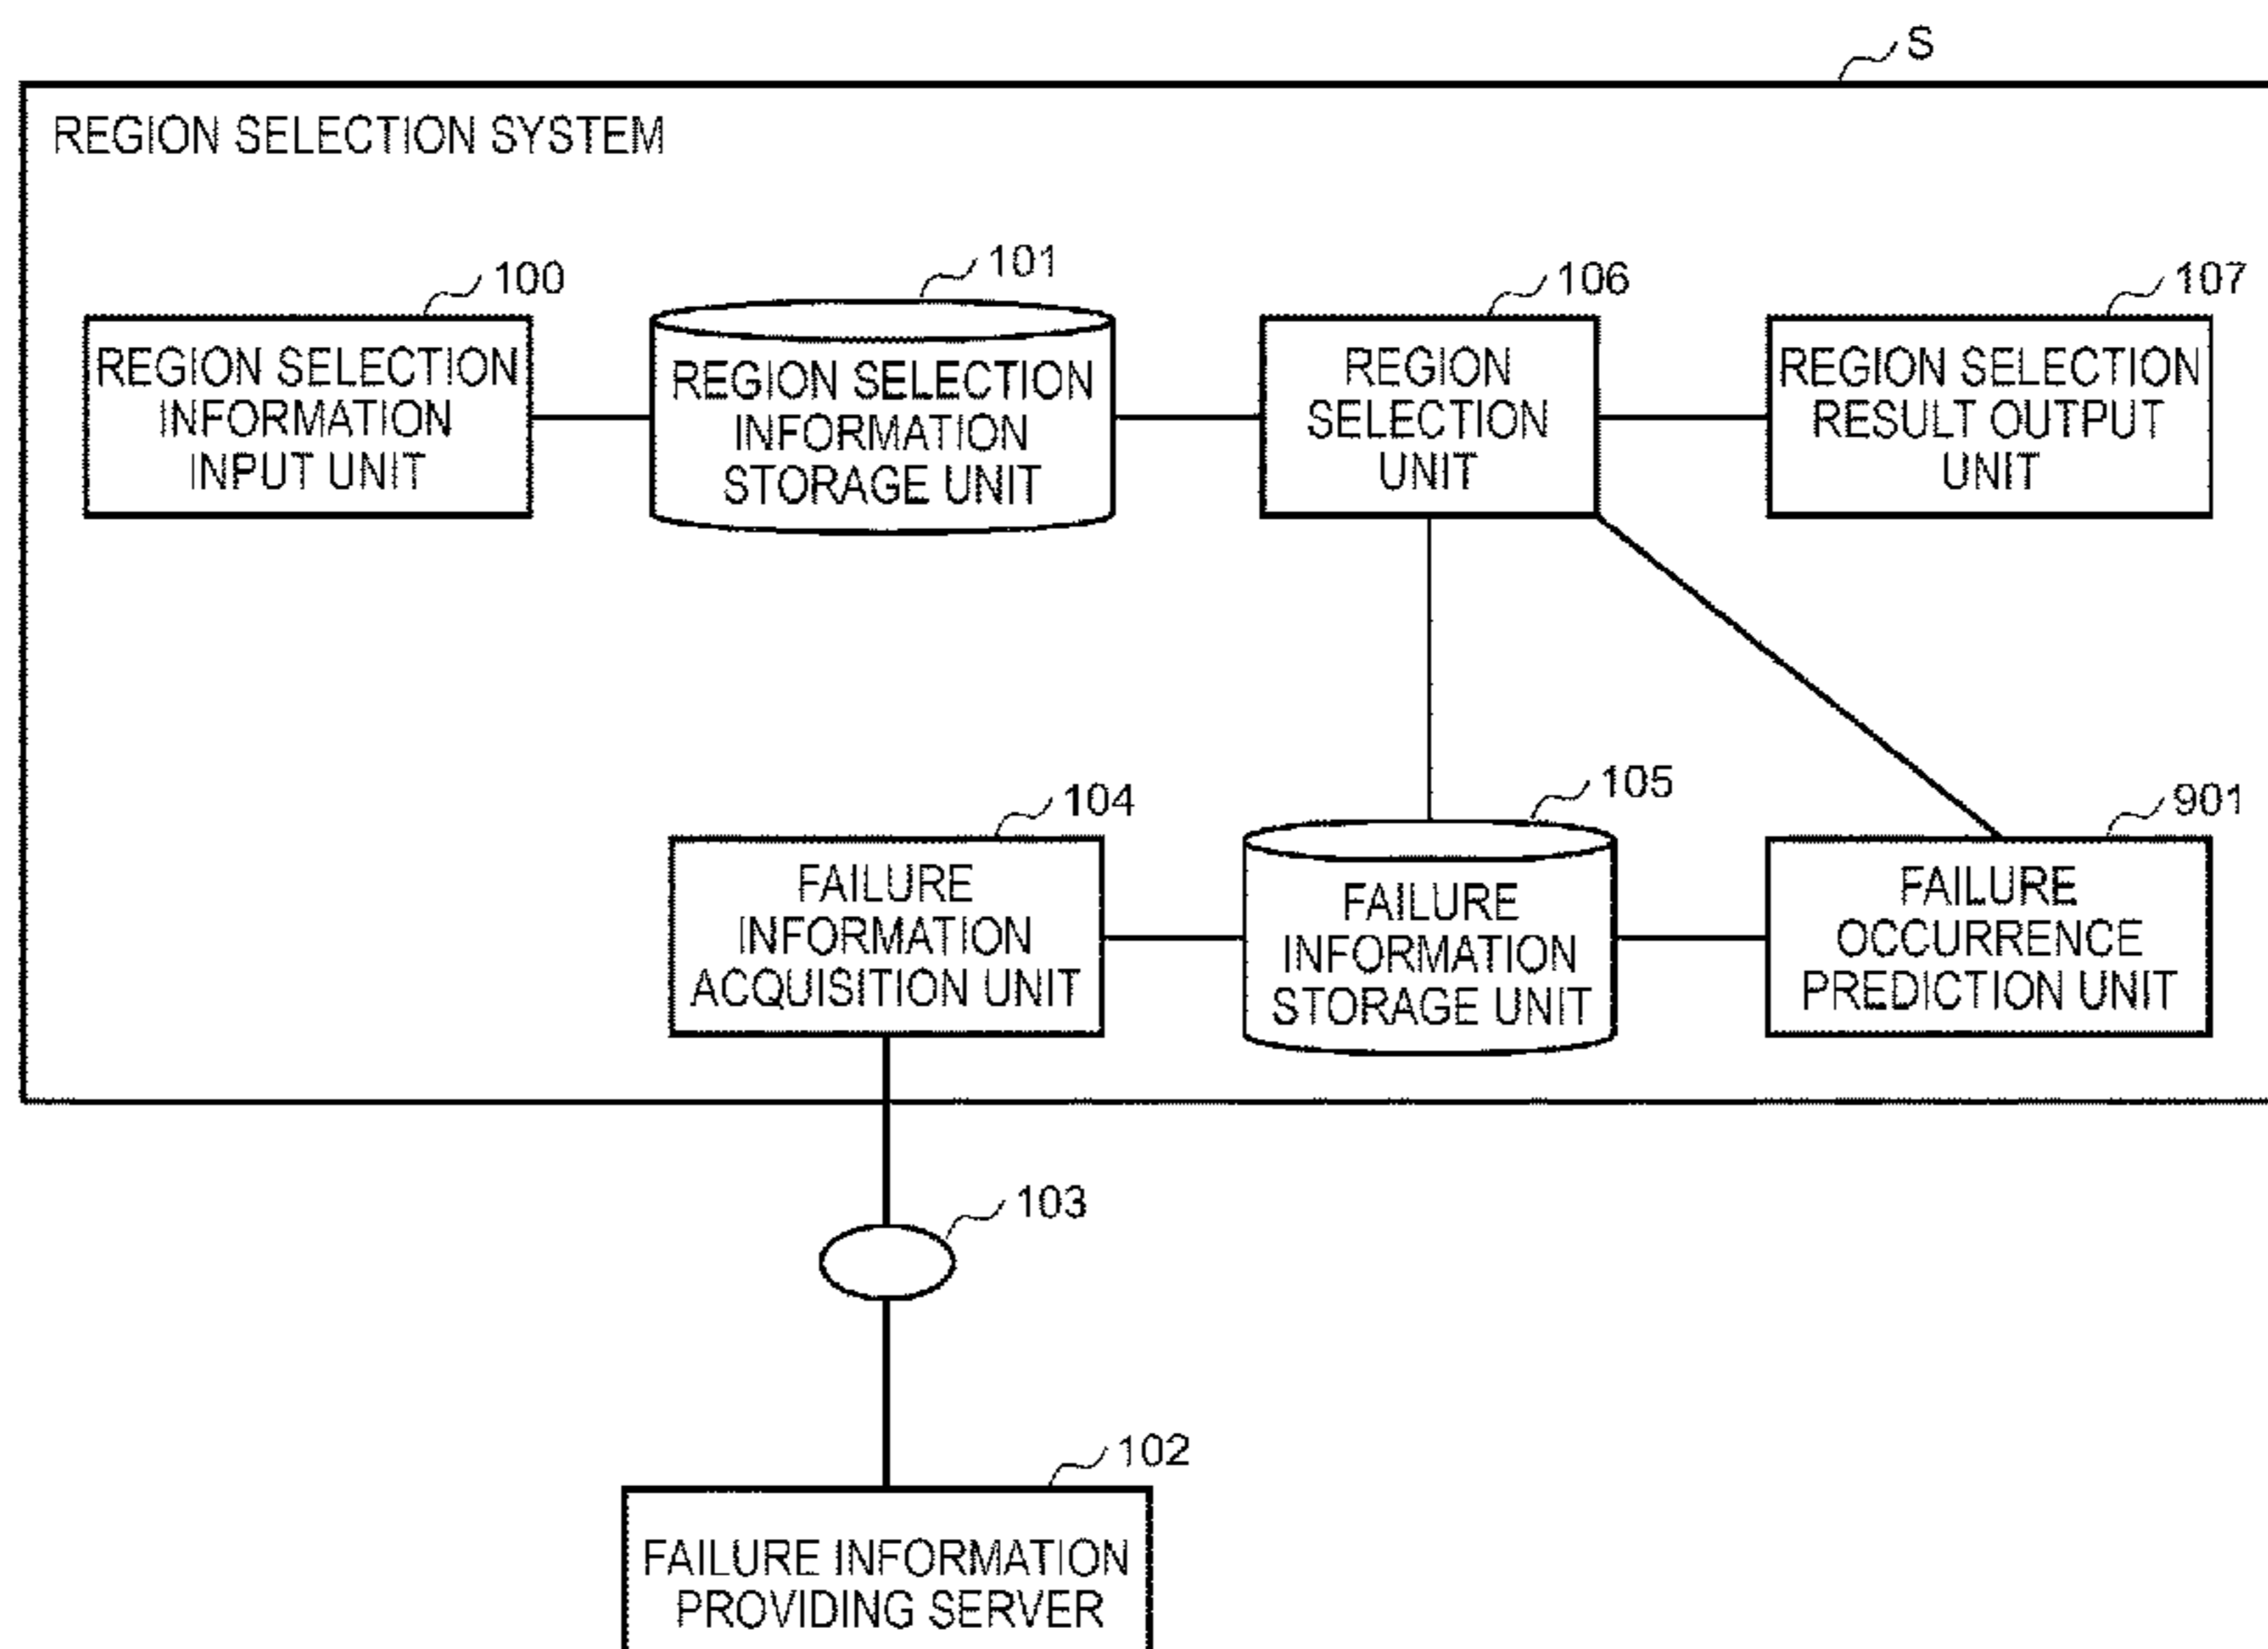 S
REGION SELECTION SYSTEM
100
REGION SELECTION
INFORMATION
INPUT UNIT
101
REGION SELECTION
INFORMATION
STORAGE UNIT
106
REGION
SELECTION
UNIT
107
REGION SELECTION
RESULT OUTPUT
UNIT
104
FAILURE
INFORMATION
ACQUISITION UNIT
105
FAILURE
INFORMATION
STORAGE UNIT
901
FAILURE
OCCURRENCE
PREDICTION UNIT
103
102
FAILURE INFORMATION
PROVIDING SERVER